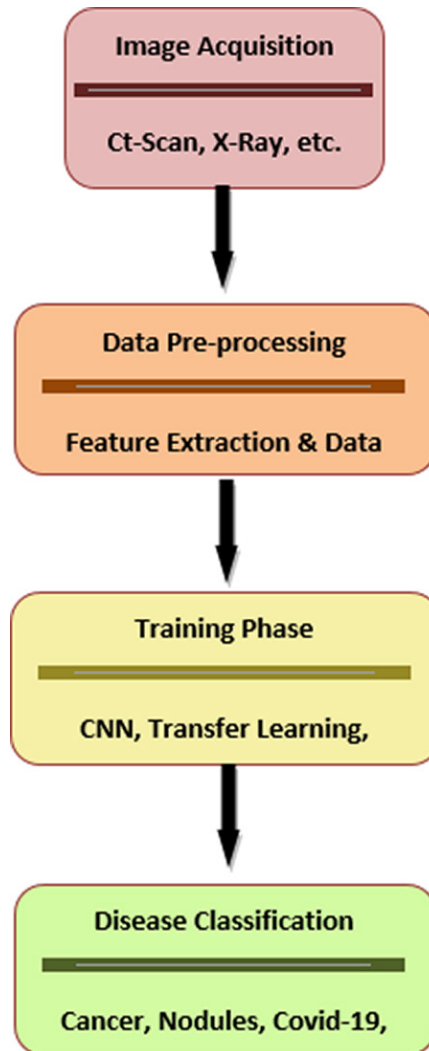 Image Acquisition
Ct-Scan, X-Ray, etc.
Data Pre-processing
Feature Extraction & Data
Training Phase
CNN, Transfer Learning,
Disease Classification
Cancer, Nodules, Covid-19,